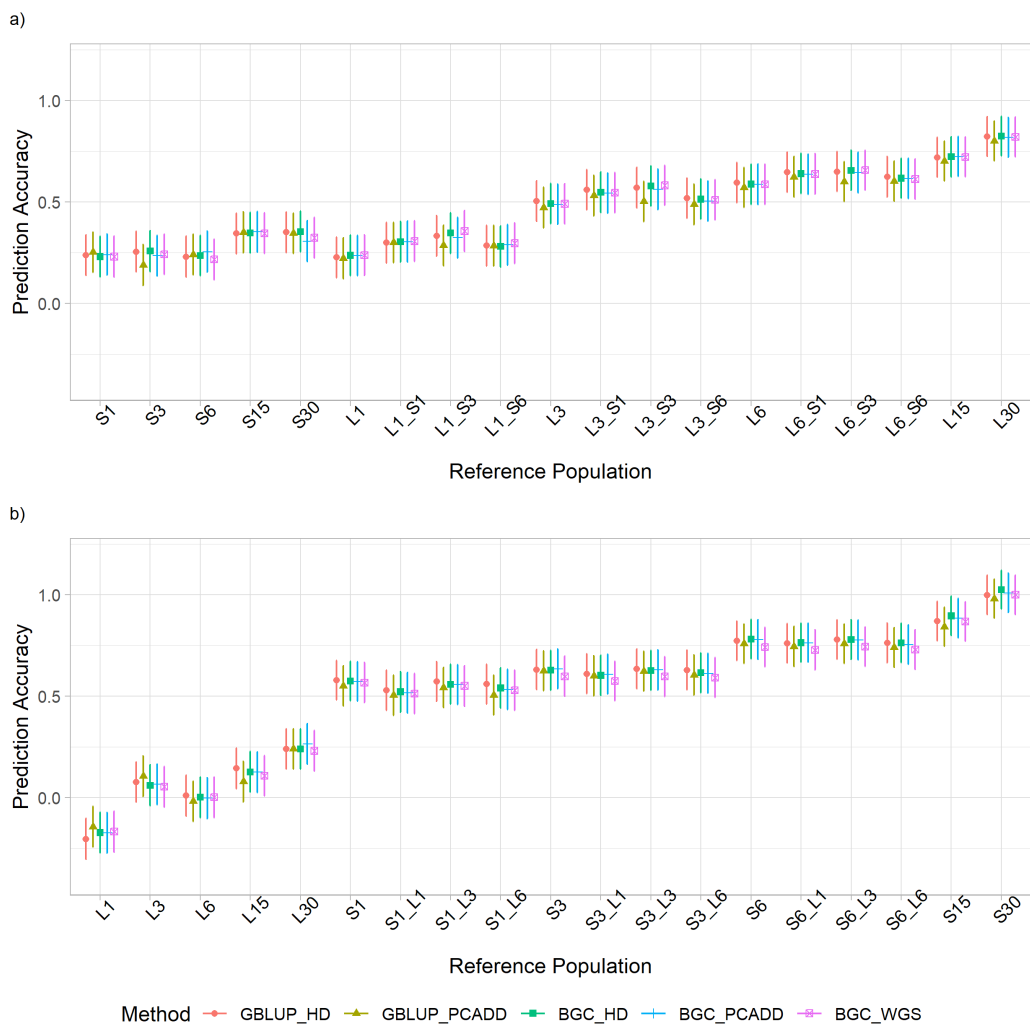 a)
Prediction Accuracy
1.0
0.5
0.0
S1 S3 S6 S15 S30 L1 L1_S1 L1_S3 L1_S6 L3 L3_S1 L3_S3 L3_S6 L6 L6_S1 L6_S3 L6_S6 L15 L30
Reference Population
b)
Prediction Accuracy
1.0
0.5
0.0
L1 L3 L6 L15 L30 S1 S1_L1 S1_L3 S1_L6 S3 S3_L1 S3_L3 S3_L6 S6 S6_L1 S6_L3 S6_L6 S15 S30
Reference Population
Method GBLUP_HD GBLUP_PCADD BGC_HD BGC_PCADD BGC_WGS